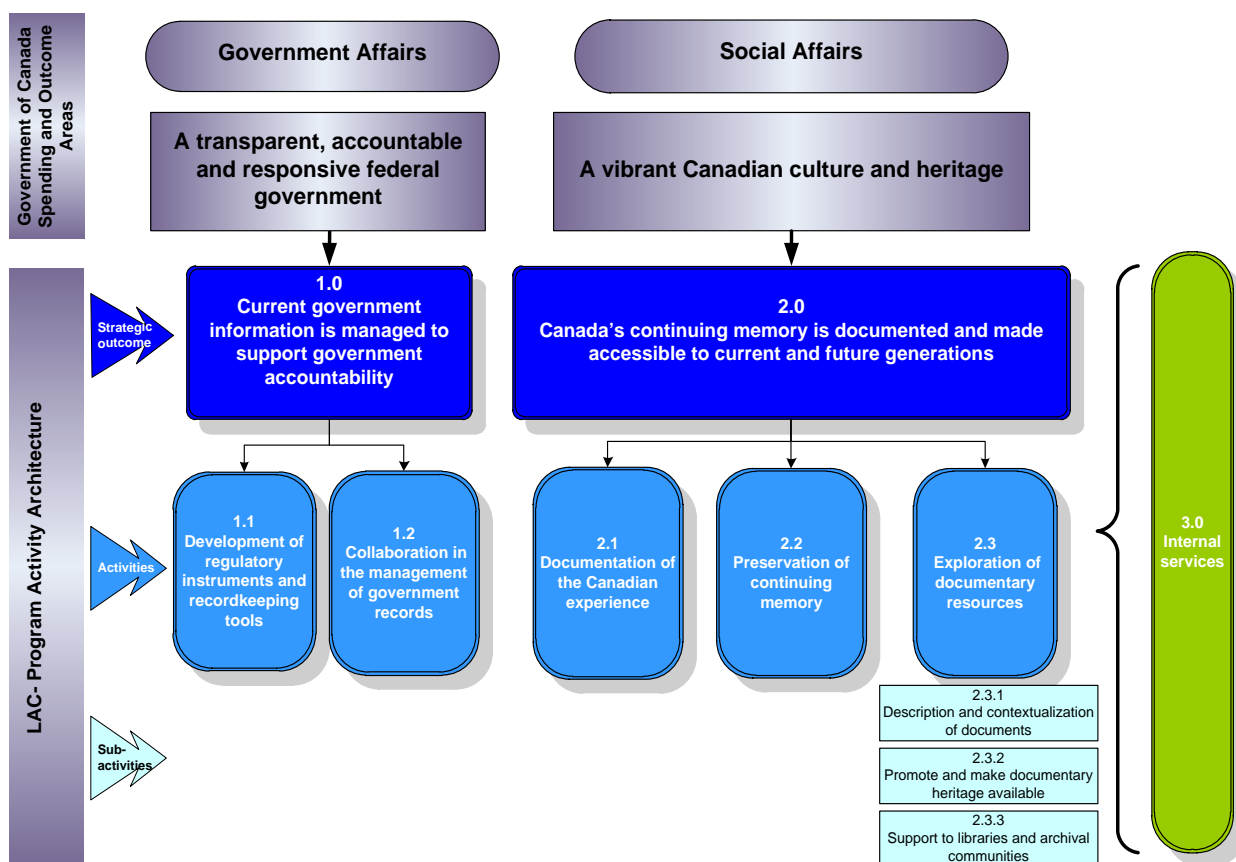 Government of Canada
Spending and Outcome
Areas
Government Affairs
Social Affairs
A transparent, accountable
and responsive federal
government
A vibrant Canadian culture and heritage
LAC- Program Activity Architecture
Strategic
outcome
1.0
Current government
information is managed to
support government
accountability
2.0
Canada's continuing memory is documented and made
accessible to current and future generations
Activities
1.1
Development of
regulatory
instruments and
recordkeeping
tools
1.2
Collaboration in
the management
of government
records
2.1
Documentation of
the Canadian
experience
2.2
Preservation of
continuing
memory
2.3
Exploration of
documentary
resources
3.0
Internal
services
Sub-
activities
2.3.1
Description and contextualization
of documents
2.3.2
Promote and make documentary
heritage available
2.3.3
Support to libraries and archival
communities